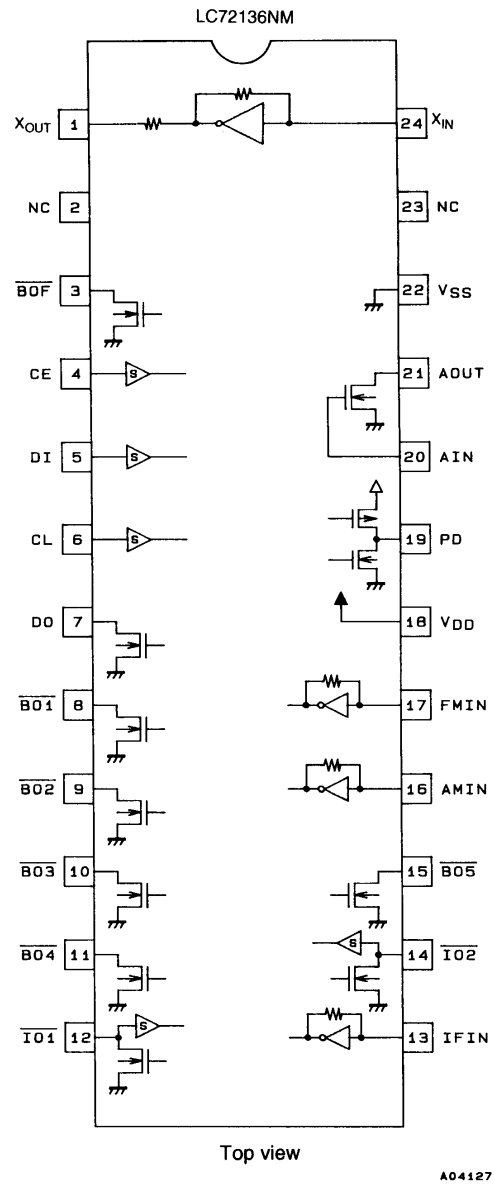 LC72136NM
XOUT 1 24 XIN
NC 2 23 NC
BOF 3 22 VSS
CE 4 S 21 AOUT
DI 5 S 20 AIN
CL 6 S 19 PD
DO 7 18 VDD
BO1 8 17 FMIN
BO2 9 16 AMIN
BO3 10 15 BO5
BO4 11 S 14 IO2
IO1 12 S 13 IFIN
Top view
A04127